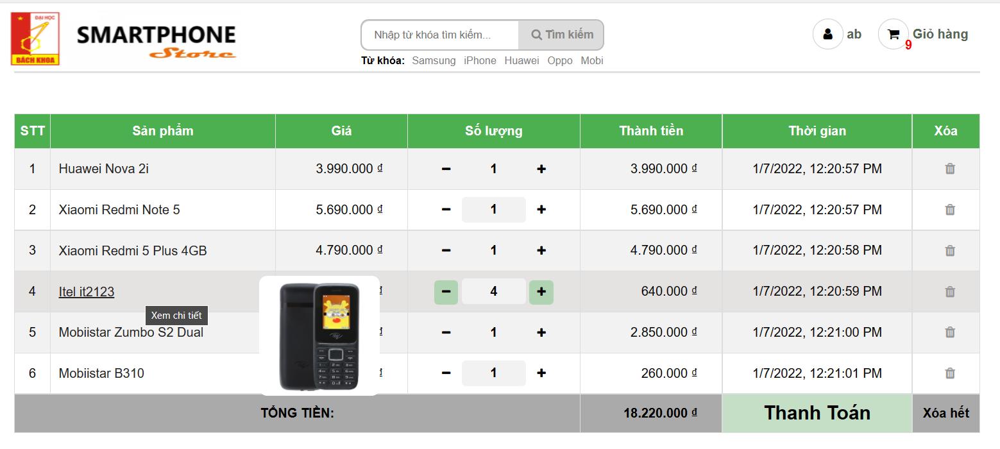 ĐẠI HỌC
BÁCH KHOA
SMARTPHONE
Store
Nhập từ khóa tìm kiếm...
Tìm kiếm
Từ khóa: Samsung iPhone Huawei Oppo Mobi
ab
9
Giỏ hàng
STT Sản phẩm Giá Số lượng Thành tiền Thời gian Xóa
1 Huawei Nova 2i 3.990.000 ₫ − 1 + 3.990.000 ₫ 1/7/2022, 12:20:57 PM
2 Xiaomi Redmi Note 5 5.690.000 ₫ − 1 + 5.690.000 ₫ 1/7/2022, 12:20:57 PM
3 Xiaomi Redmi 5 Plus 4GB 4.790.000 ₫ − 1 + 4.790.000 ₫ 1/7/2022, 12:20:58 PM
4 Itel it2123 ₫ − 4 + 640.000 ₫ 1/7/2022, 12:20:59 PM
Xem chi tiết
5 Mobiistar Zumbo S2 Dual ₫ − 1 + 2.850.000 ₫ 1/7/2022, 12:21:00 PM
6 Mobiistar B310 ₫ − 1 + 260.000 ₫ 1/7/2022, 12:21:01 PM
TỔNG TIỀN: 18.220.000 ₫ Thanh Toán Xóa hết